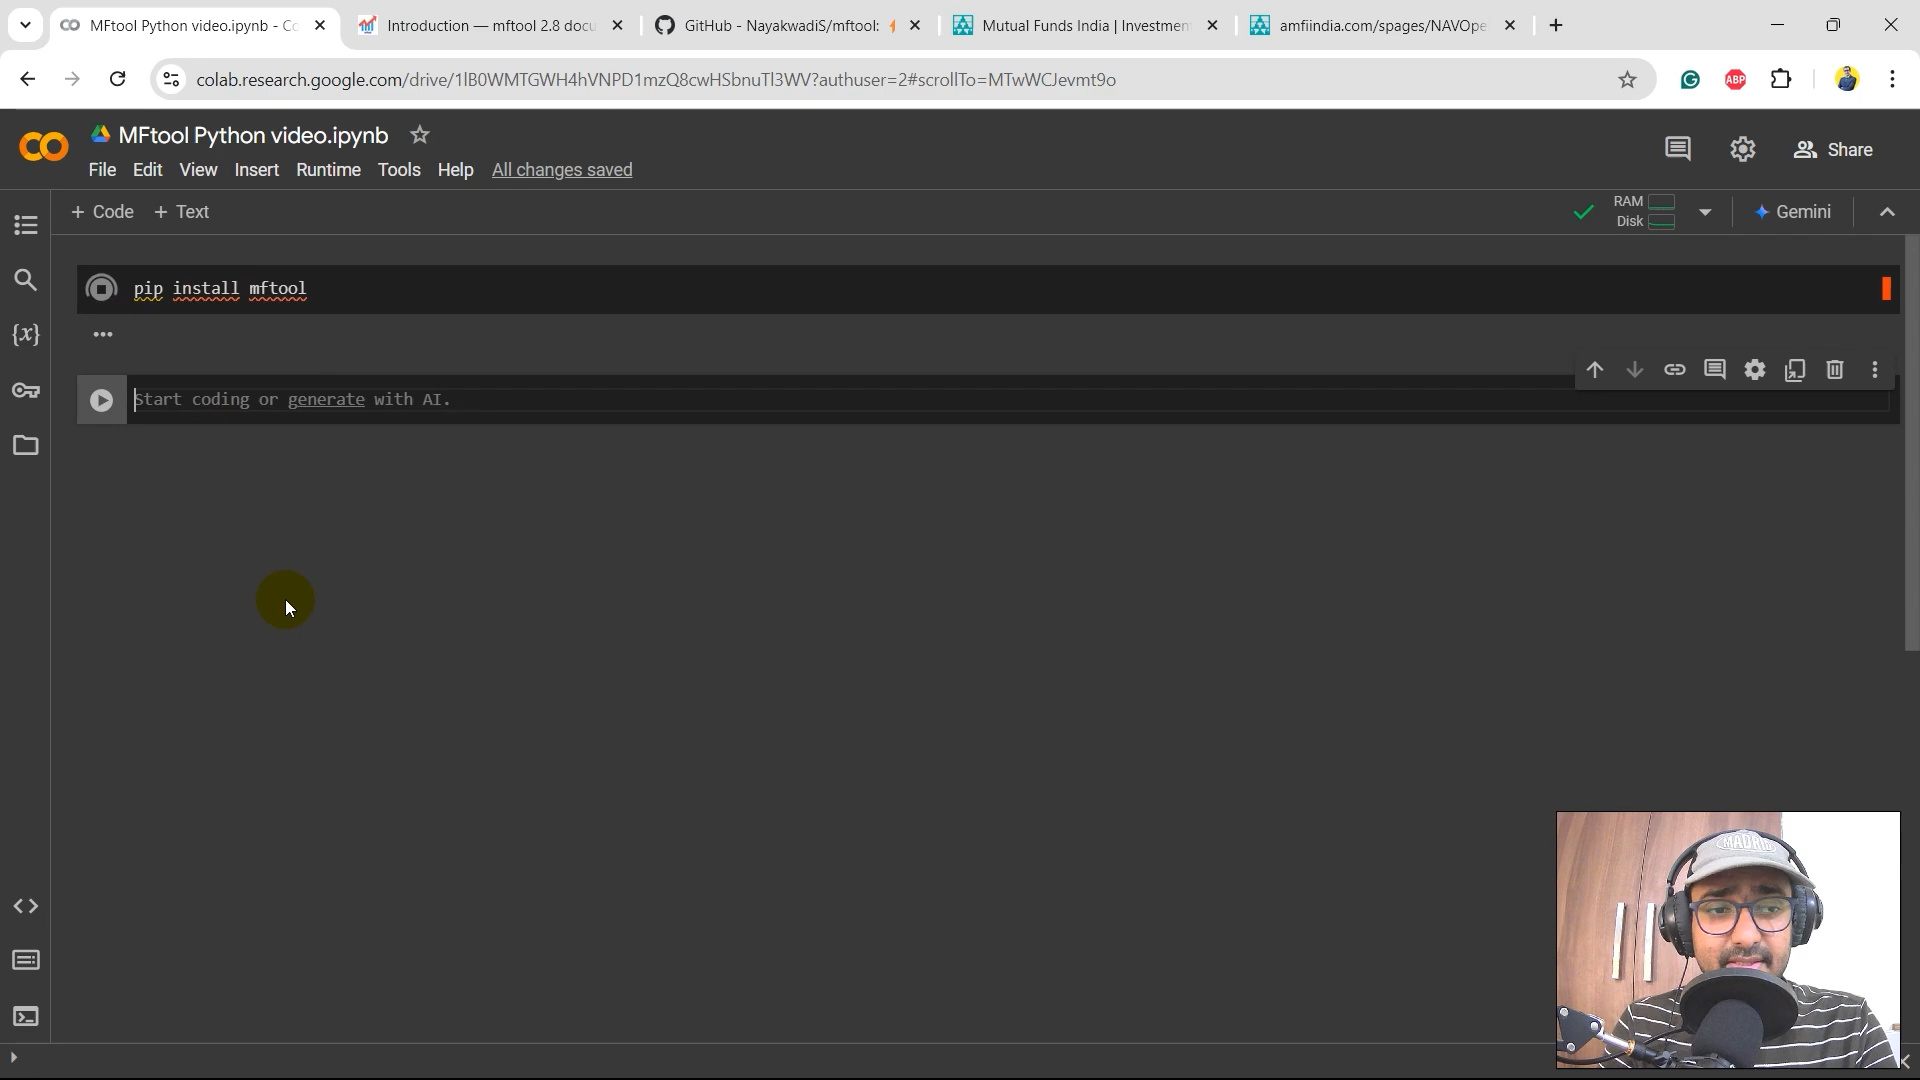 MFtool Python video.ipynb - Co
Introduction — mftool 2.8 docu
GitHub - NayakwadiS/mftool:
Mutual Funds India | Investmen
amfiindia.com/spages/NAVOpe
colab.research.google.com/drive/1lB0WMTGWH4hVNPD1mzQ8cwHSbnuTl3WV?authuser=2#scrollTo=MTwWCJevmt9o
ABP
MFtool Python video.ipynb
Share
File Edit View Insert Runtime Tools Help All changes saved
+ Code + Text
RAM
Disk
Gemini
pip install mftool
Start coding or generate with AI.
MADRID